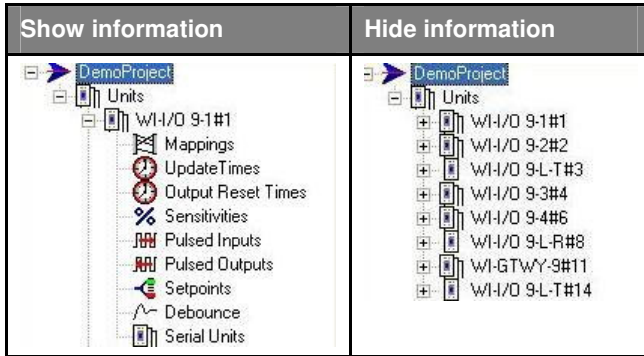 Show information
Hide information
DemoProject
Units
WI-I/O 9-1#1
Mappings
UpdateTimes
Output Reset Times
Sensitivities
Pulsed Inputs
Pulsed Outputs
Setpoints
Debounce
Serial Units
DemoProject
Units
WI-I/O 9-1#1
WI-I/O 9-2#2
WI-I/O 9-L-T#3
WI-I/O 9-3#4
WI-I/O 9-4#6
WI-I/O 9-L-R#8
WI-GTWY-9#11
WI-I/O 9-L-T#14